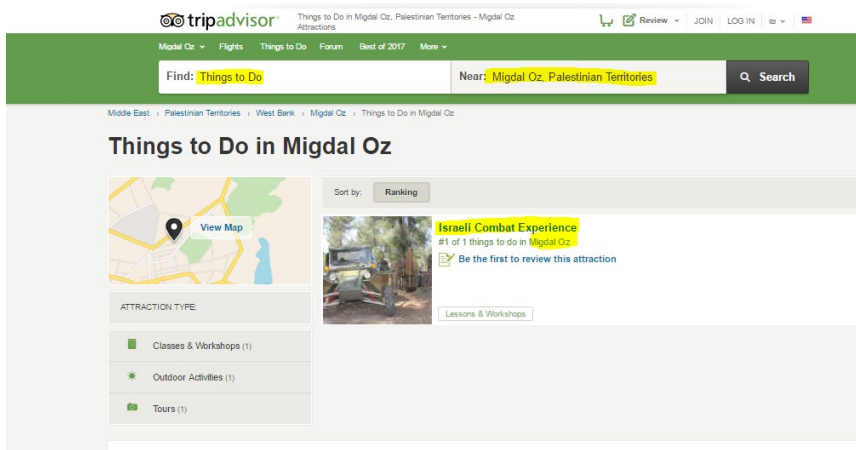 tripadvisor
Things to Do in Migdal Oz, Palestinian Territories - Migdal Oz
Attractions
Review
JOIN
LOG IN
₪
Migdal Oz
Flights
Things to Do
Forum
Best of 2017
More
Find: Things to Do
Near: Migdal Oz, Palestinian Territories
Search
Middle East › Palestinian Territories › West Bank › Migdal Oz › Things to Do in Migdal Oz
Things to Do in Migdal Oz
View Map
Sort by:
Ranking
Israeli Combat Experience
#1 of 1 things to do in Migdal Oz
Be the first to review this attraction
Lessons & Workshops
ATTRACTION TYPE:
Classes & Workshops (1)
Outdoor Activities (1)
Tours (1)